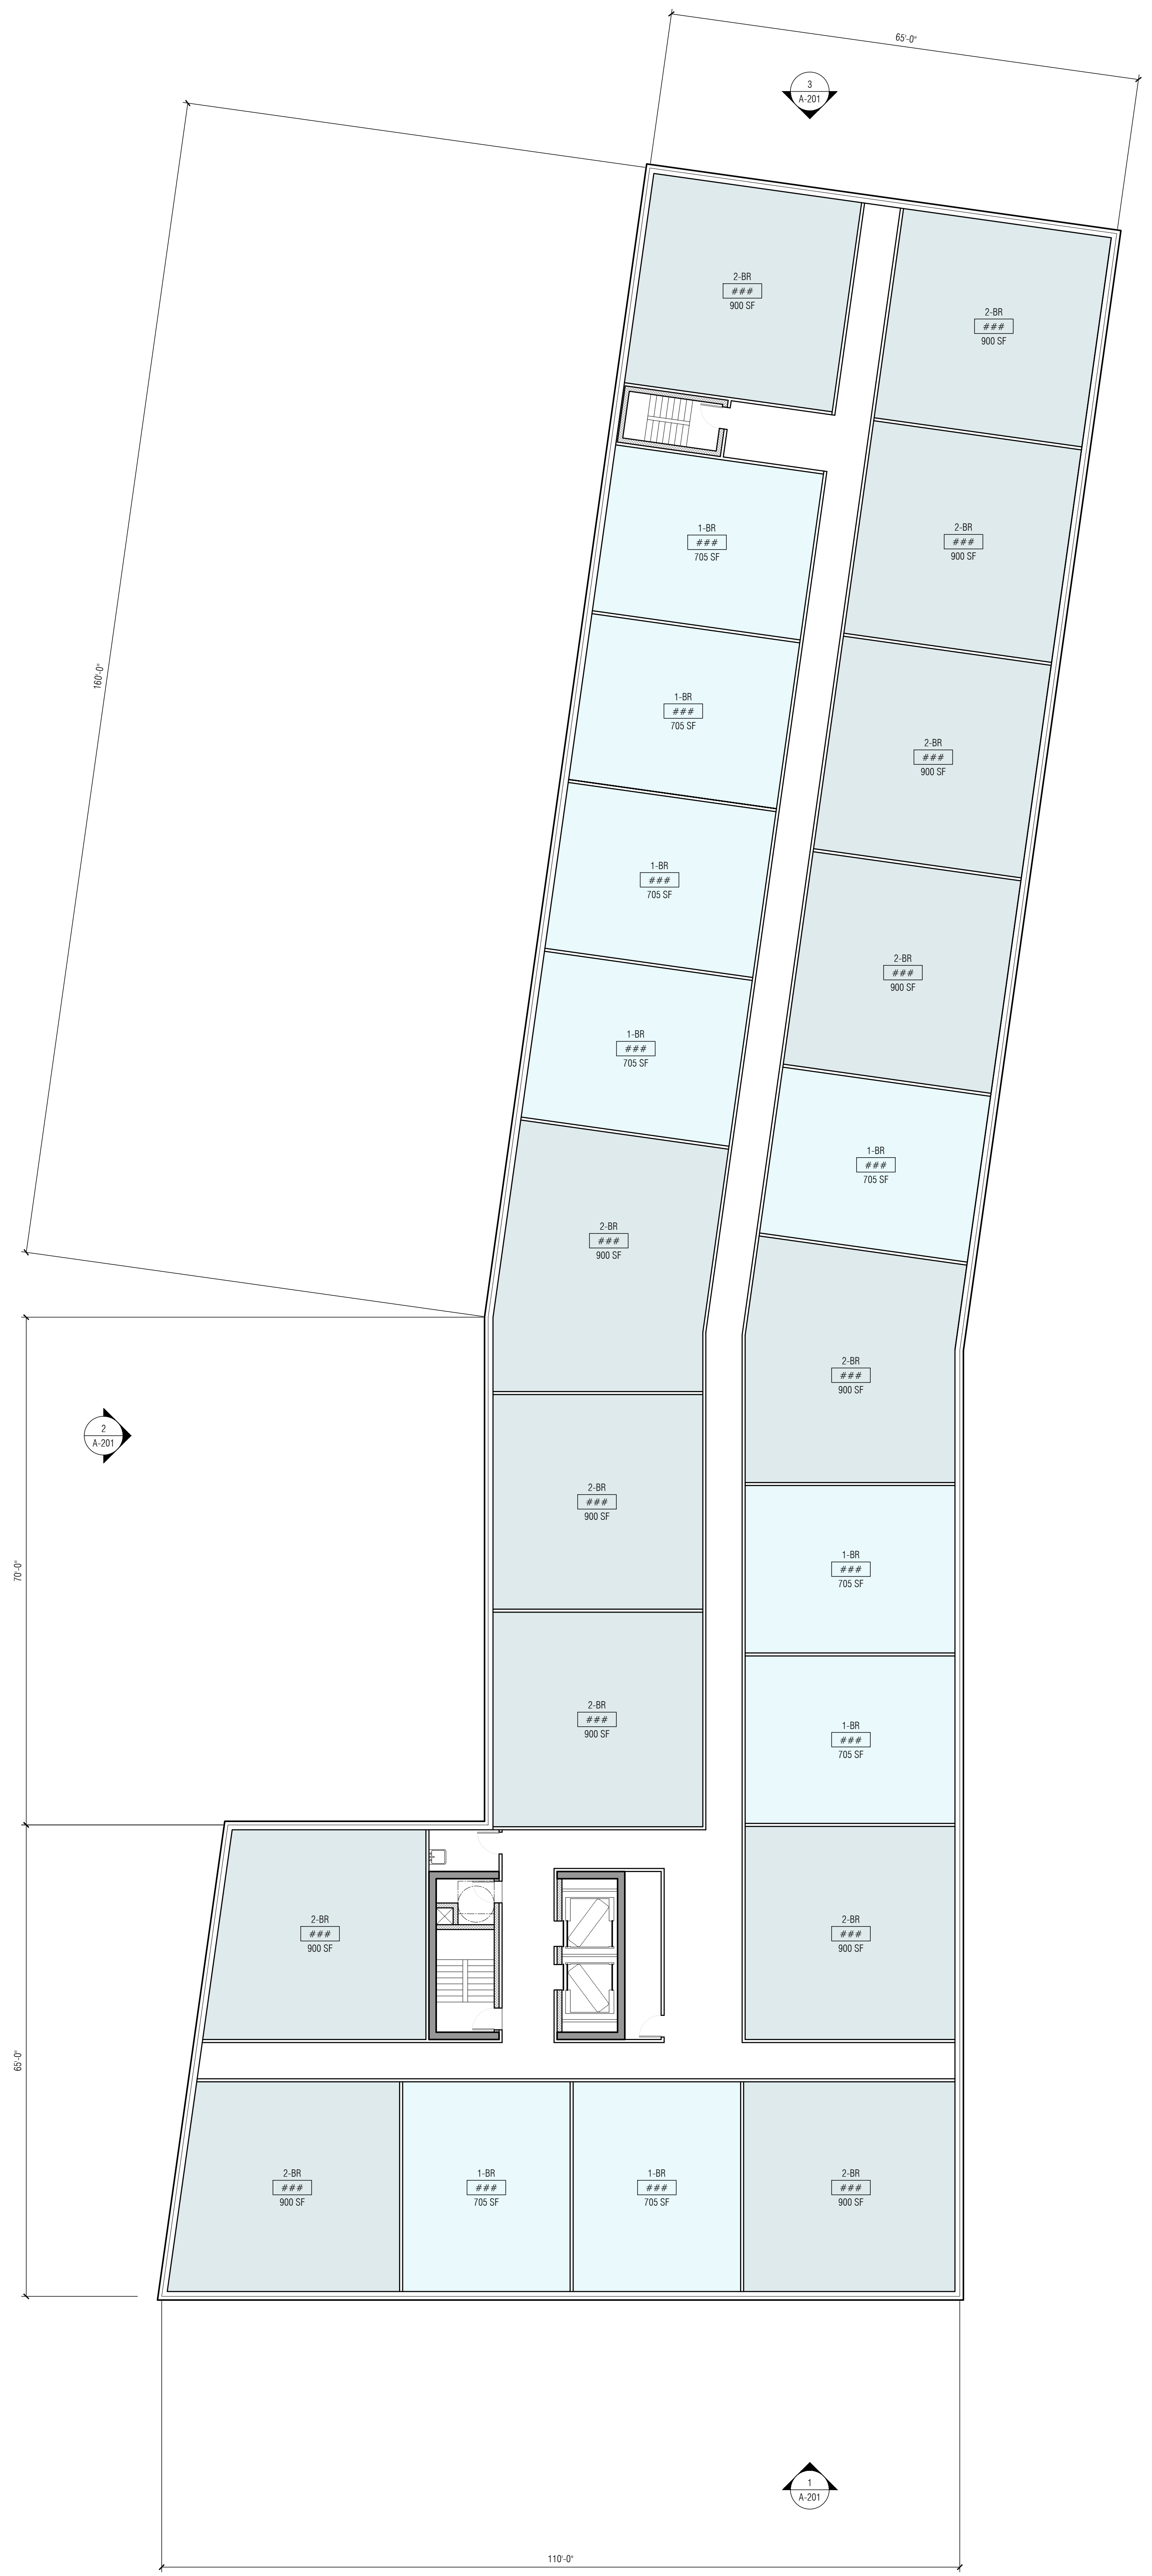 65'-0"
3
A-201
2-BR
###
900 SF
2-BR
###
900 SF
2-BR
###
900 SF
1-BR
###
705 SF
160'-0"
1-BR
###
705 SF
2-BR
###
900 SF
1-BR
###
705 SF
2-BR
###
900 SF
1-BR
###
705 SF
1-BR
###
705 SF
2-BR
###
900 SF
2-BR
###
900 SF
2
A-201
2-BR
###
900 SF
70'-0"
1-BR
###
705 SF
2-BR
###
900 SF
1-BR
###
705 SF
2-BR
###
900 SF
2-BR
###
900 SF
65'-0"
2-BR
###
900 SF
1-BR
###
705 SF
1-BR
###
705 SF
2-BR
###
900 SF
1
A-201
110'-0"